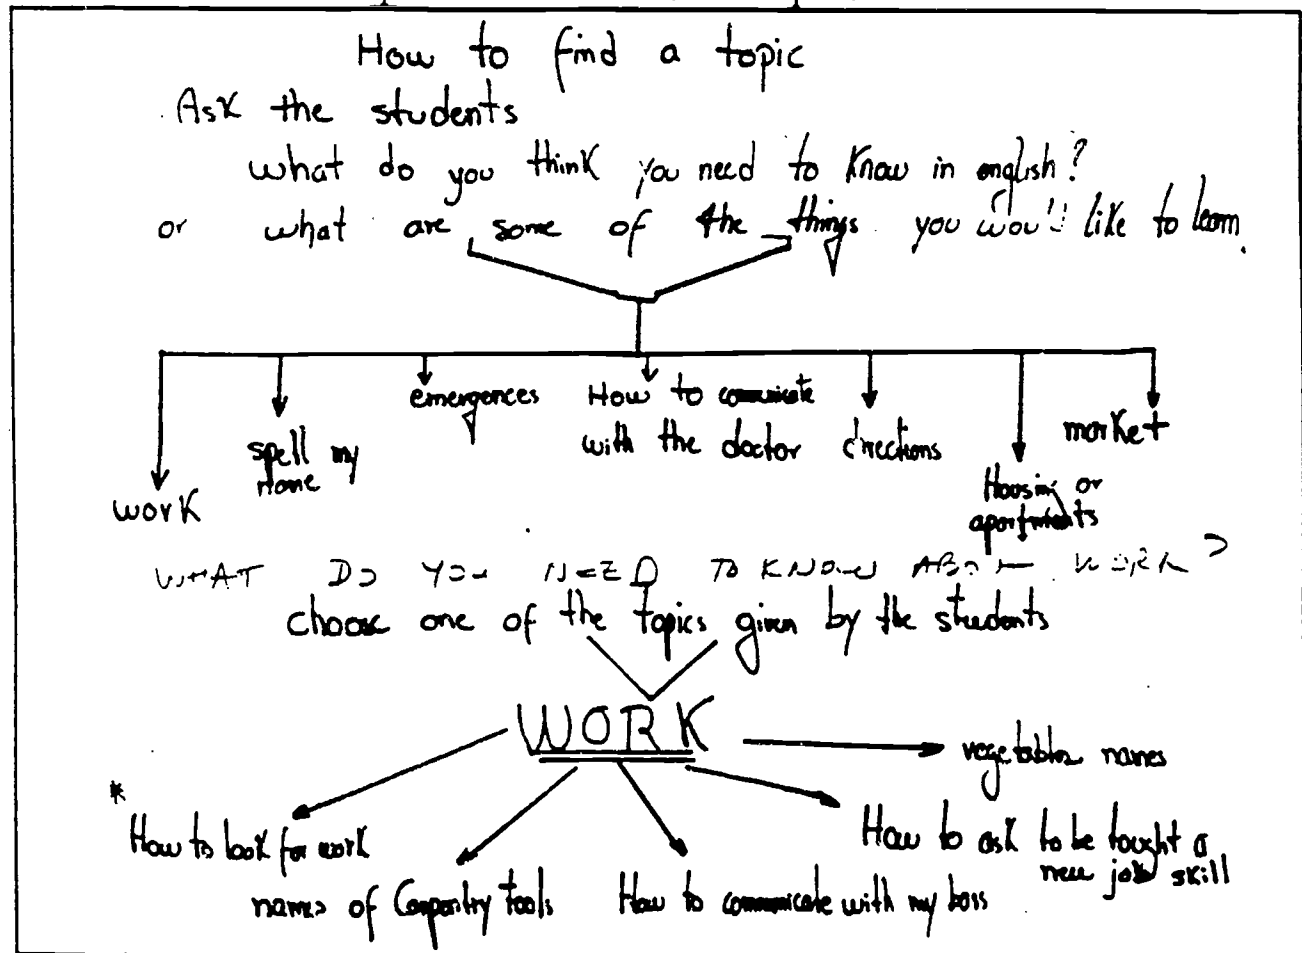 How to find a topic
Ask the students
what do you think you need to know in english?
or what are some of the things you would like to learn.
emergences
How to communicate
with the doctor
directions
market
spell my
name
work
Housing or
apartments
WHAT DO YOU NEED TO KNOW ABOUT WORK?
choose one of the topics given by the students
WORK
vegetables names
*
How to look for work
How to ask to be tought a
new job skill
names of Carpentry tools
How to communicate with my boss